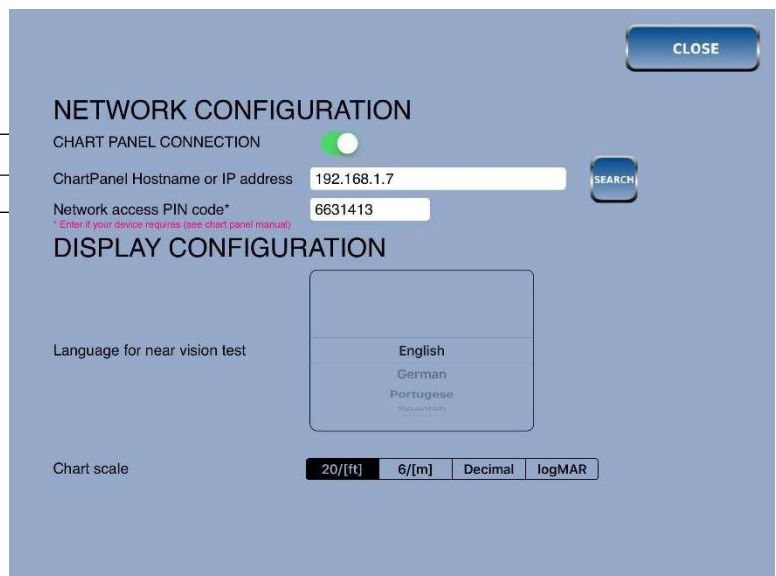 CLOSE
NETWORK CONFIGURATION
CHART PANEL CONNECTION
ChartPanel Hostname or IP address 192.168.1.7 SEARCH
Network access PIN code* 6631413
* Enter if your device requires (see chart panel manual)
DISPLAY CONFIGURATION
Language for near vision test
English
German
Portugese
Spanish
Chart scale 20/[ft] 6/[m] Decimal logMAR